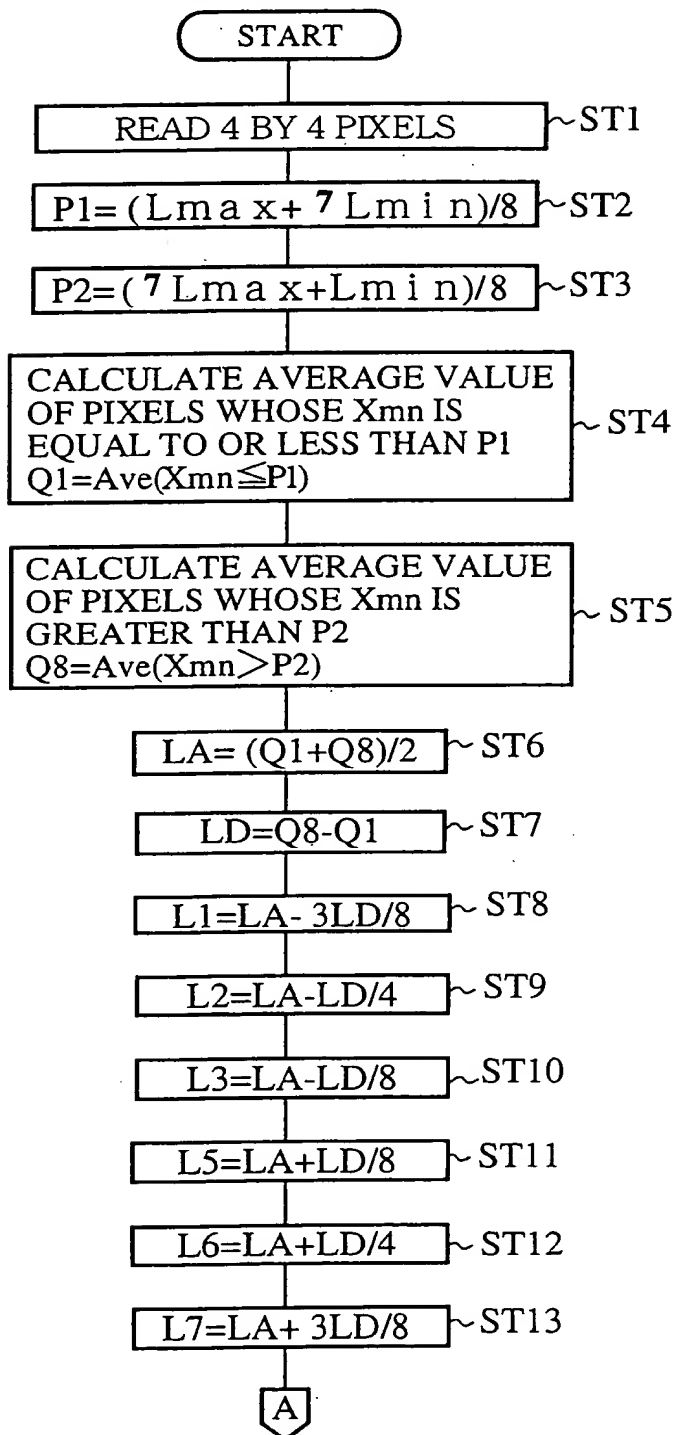 START
READ 4 BY 4 PIXELS
~ST1
P1= (Lmax+ 7 Lmin)/8
~ST2
P2=( 7 Lmax+Lmin)/8
~ST3
CALCULATE AVERAGE VALUE
OF PIXELS WHOSE Xmn IS
EQUAL TO OR LESS THAN P1
Q1=Ave(Xmn≦P1)
~ ST4
CALCULATE AVERAGE VALUE
OF PIXELS WHOSE Xmn IS
GREATER THAN P2
Q8=Ave(Xmn>P2)
~ ST5
LA= (Q1+Q8)/2
~ ST6
LD=Q8-Q1
~ ST7
L1=LA- 3LD/8
~ ST8
L2=LA-LD/4
~ ST9
L3=LA-LD/8
~ST10
L5=LA+LD/8
~ ST11
L6=LA+LD/4
~ ST12
L7=LA+ 3LD/8
~ ST13
A